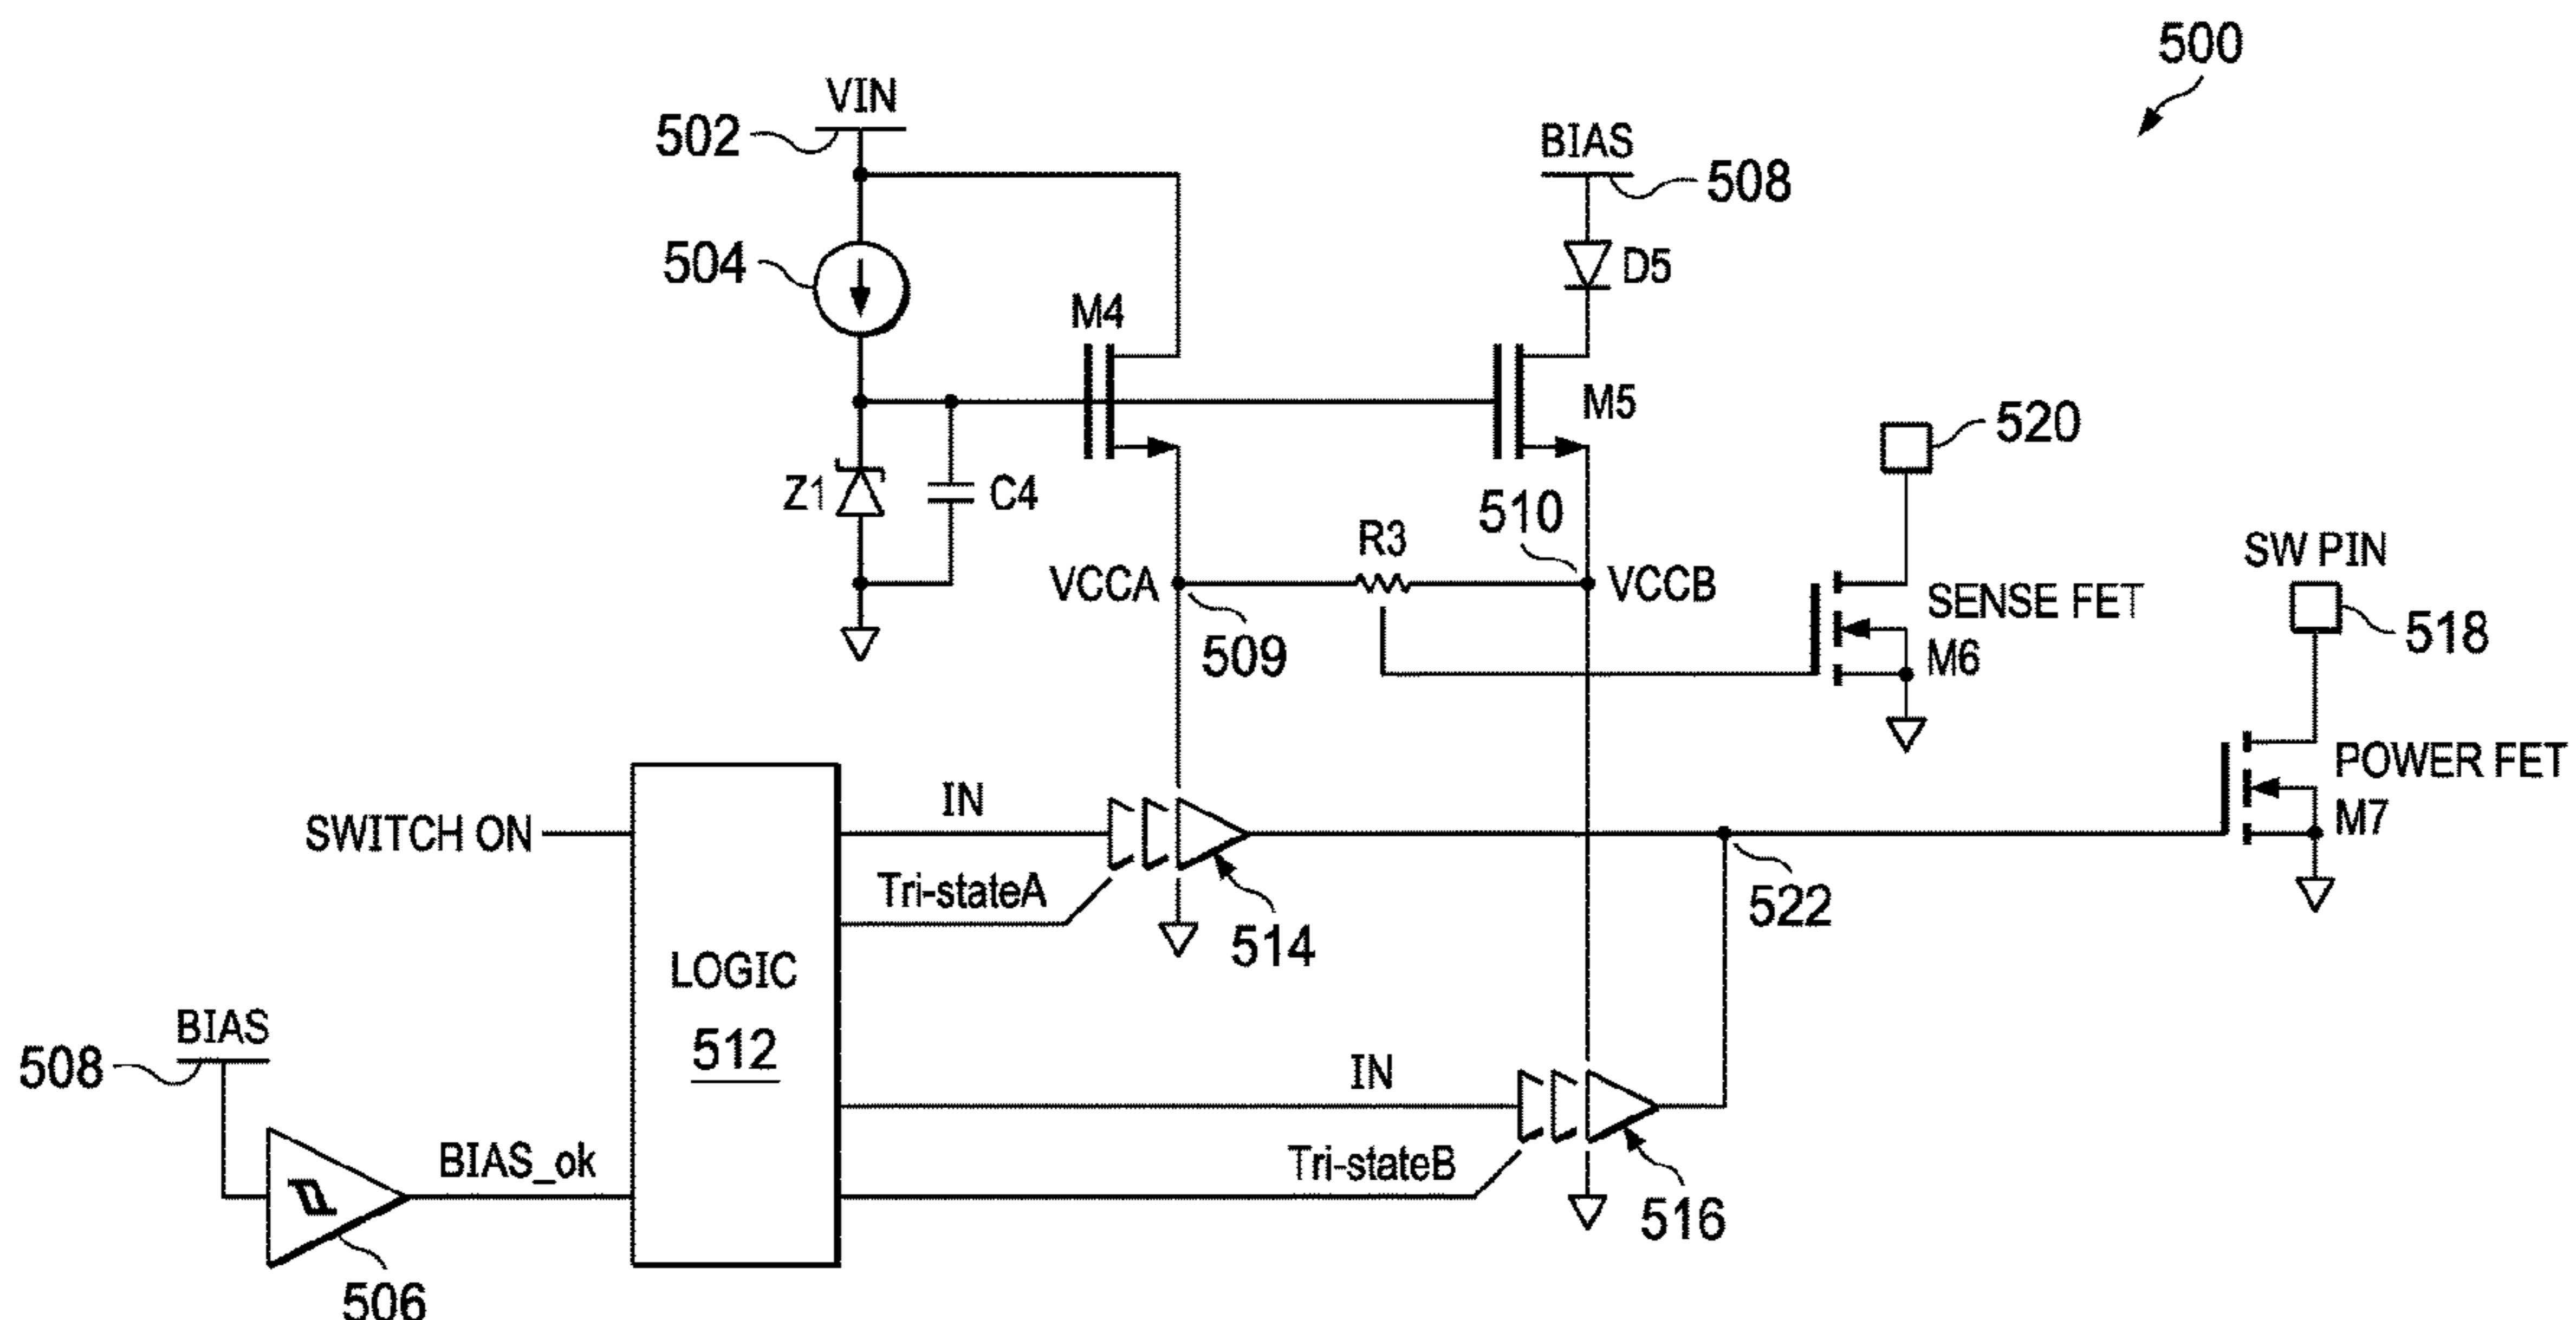 500
VIN
502
BIAS
508
504
D5
M4
M5
520
Z1
C4
510
R3
SW PIN
VCCA
VCCB
SENSE FET
518
509
M6
IN
POWER FET
SWITCH ON
M7
Tri-stateA
522
514
LOGIC
512
BIAS
508
IN
BIAS_ok
Tri-stateB
516
506